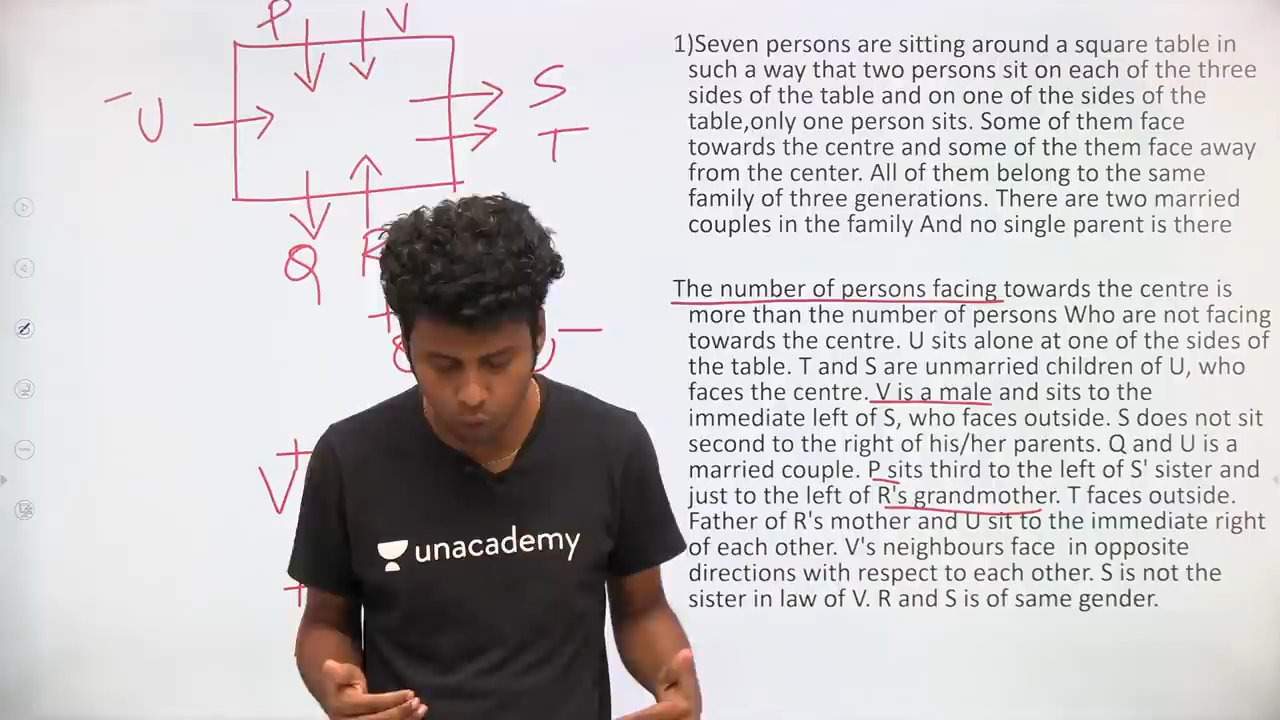 P V
U
S
T
Q R
V
unacademy
1)Seven persons are sitting around a square table in
such a way that two persons sit on each of the three
sides of the table and on one of the sides of the
table,only one person sits. Some of them face
towards the centre and some of the them face away
from the center. All of them belong to the same
family of three generations. There are two married
couples in the family And no single parent is there
The number of persons facing towards the centre is
more than the number of persons Who are not facing
towards the centre. U sits alone at one of the sides of
the table. T and S are unmarried children of U, who
faces the centre. V is a male and sits to the
immediate left of S, who faces outside. S does not sit
second to the right of his/her parents. Q and U is a
married couple. P sits third to the left of S' sister and
just to the left of R's grandmother. T faces outside.
Father of R's mother and U sit to the immediate right
of each other. V's neighbours face in opposite
directions with respect to each other. S is not the
sister in law of V. R and S is of same gender.